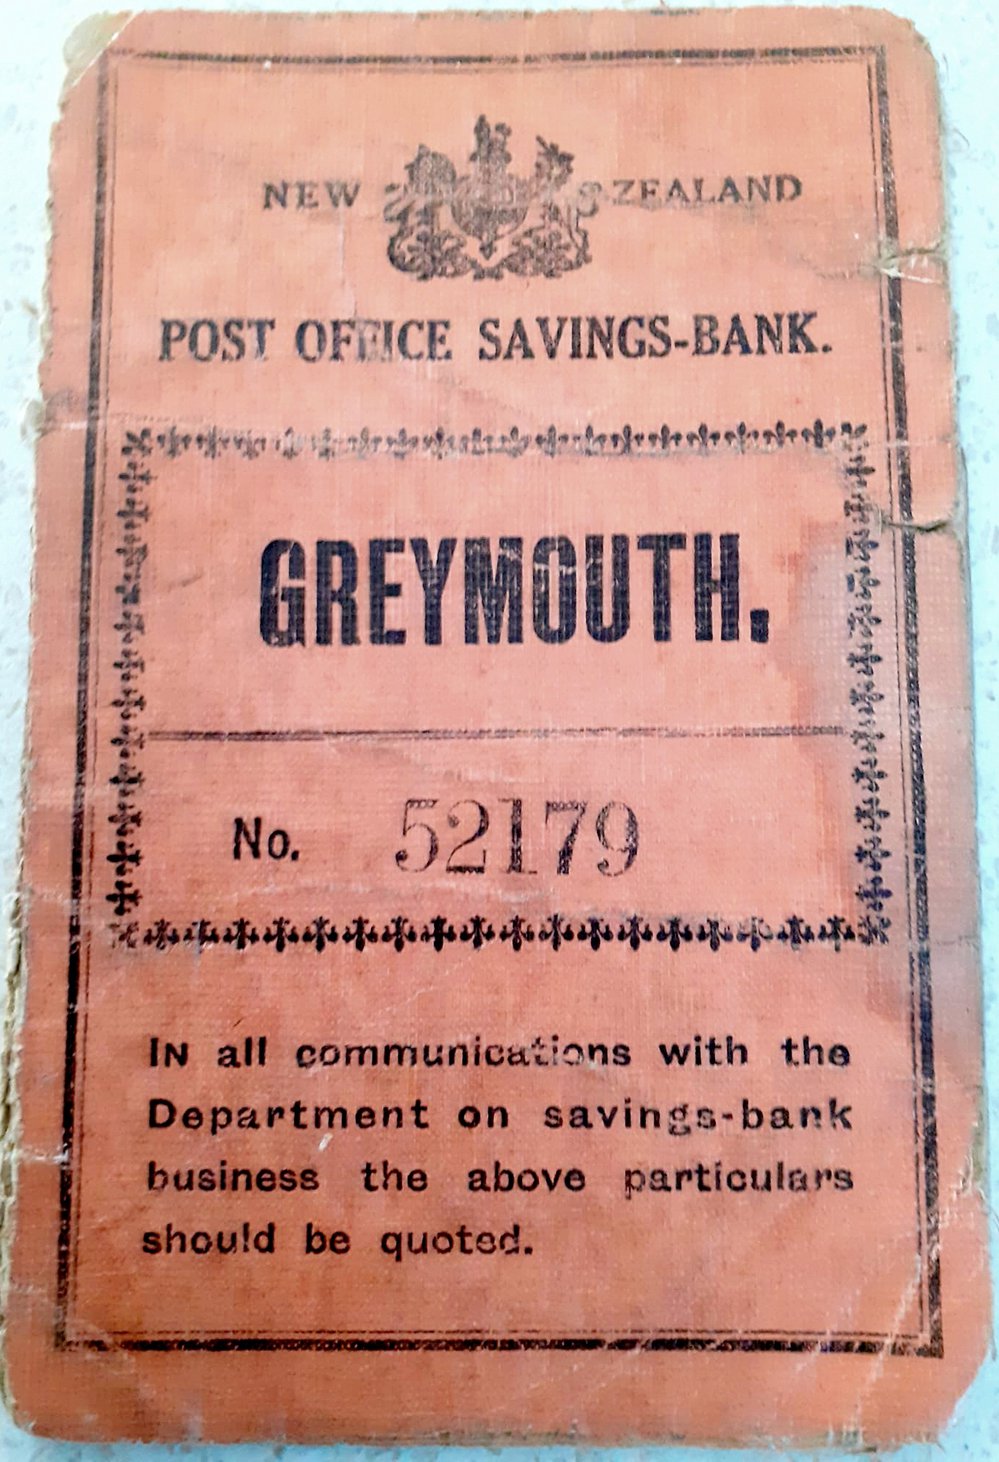 NEW ZEALAND
POST OFFICE SAVINGS-BANK.
GREYMOUTH.
No. 52179
IN all communications with the
Department on savings-bank
business the above particulars
should be quoted.